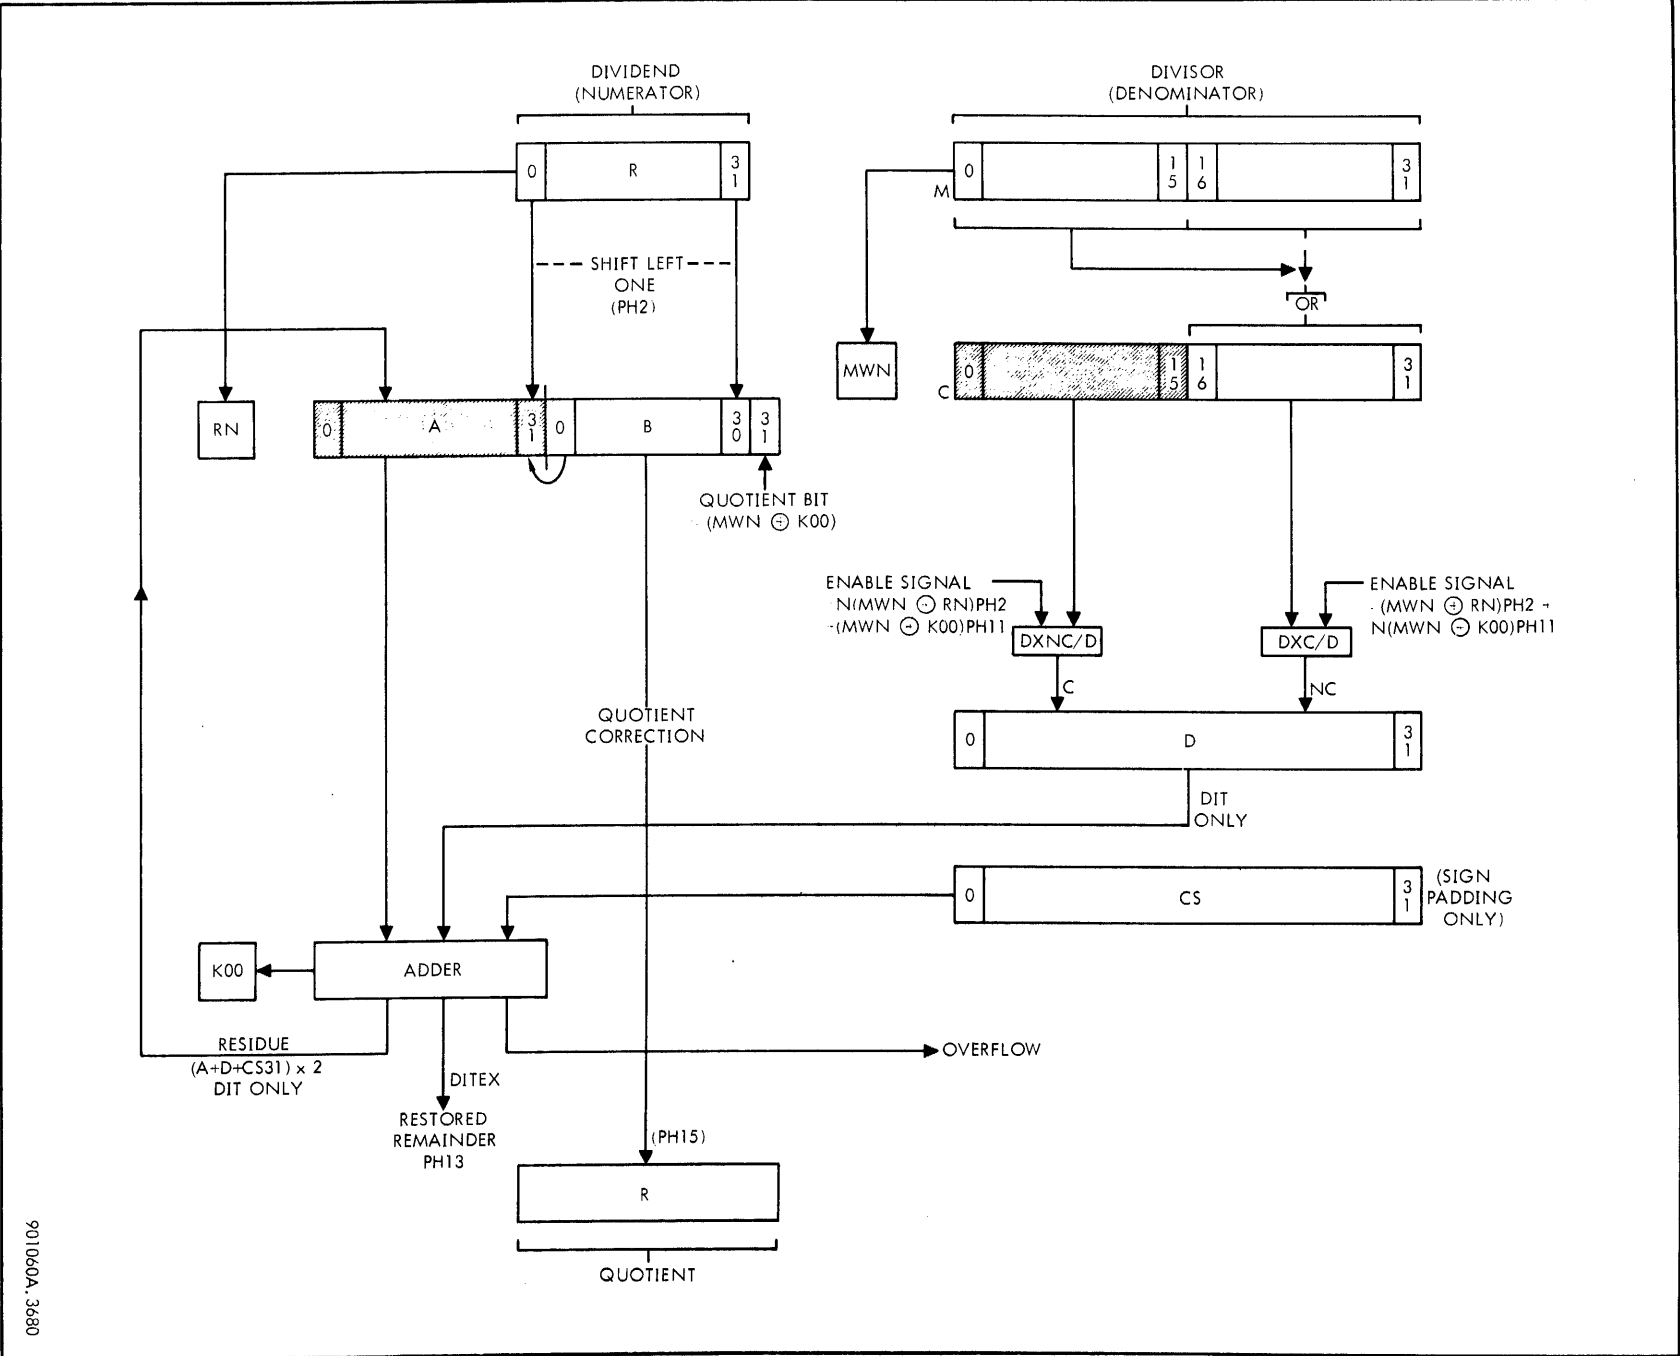 DIVIDEND
(NUMERATOR)
DIVISOR
(DENOMINATOR)
0 R 31
M 0 15 16 31
SHIFT LEFT
ONE
(PH2)
OR
RN
0 A 31 0 B 30 31
MWN
C 0 15 16 31
QUOTIENT BIT
(MWN ⊕ K00)
ENABLE SIGNAL
N(MWN ⊕ RN)PH2
+(MWN ⊕ K00)PH11
ENABLE SIGNAL
(MWN ⊕ RN)PH2 +
N(MWN ⊕ K00)PH11
DXNC/D
DXC/D
C
NC
QUOTIENT
CORRECTION
0 D 31
DIT
ONLY
0 CS 31
(SIGN
PADDING
ONLY)
K00
ADDER
RESIDUE
(A+D+CS31) x 2
DIT ONLY
OVERFLOW
DITEX
RESTORED
REMAINDER
PH13
(PH15)
R
QUOTIENT
901060A. 3680